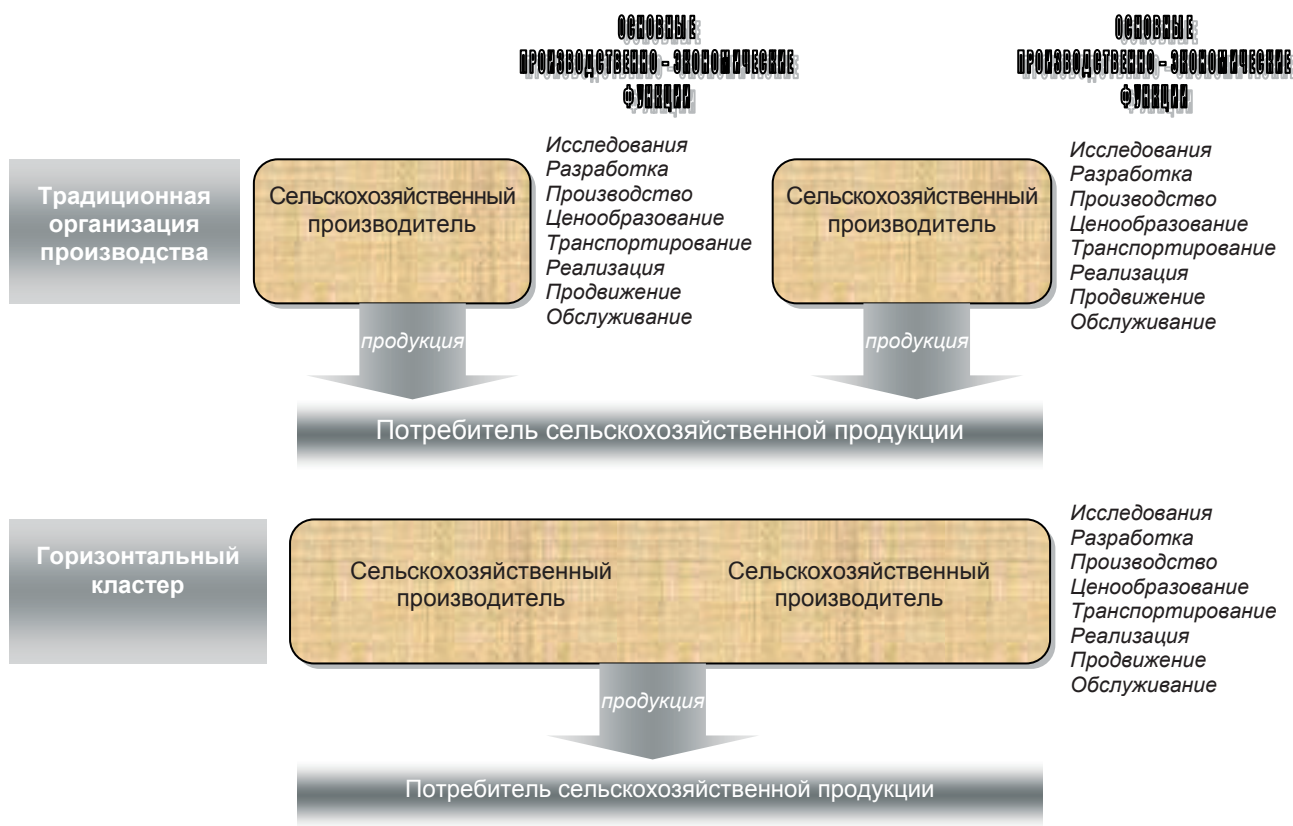 ОСНОВНЫЕ
ПРОИЗВОДСТВЕННО - ЭКОНОМИЧЕСКИЕ
ФУНКЦИИ
ОСНОВНЫЕ
ПРОИЗВОДСТВЕННО - ЭКОНОМИЧЕСКИЕ
ФУНКЦИИ
Традиционная
организация
производства
Сельскохозяйственный
производитель
Исследования
Разработка
Производство
Ценообразование
Транспортирование
Реализация
Продвижение
Обслуживание
Сельскохозяйственный
производитель
Исследования
Разработка
Производство
Ценообразование
Транспортирование
Реализация
Продвижение
Обслуживание
продукция
продукция
Потребитель сельскохозяйственной продукции
Горизонтальный
кластер
Сельскохозяйственный
производитель
Сельскохозяйственный
производитель
Исследования
Разработка
Производство
Ценообразование
Транспортирование
Реализация
Продвижение
Обслуживание
продукция
Потребитель сельскохозяйственной продукции